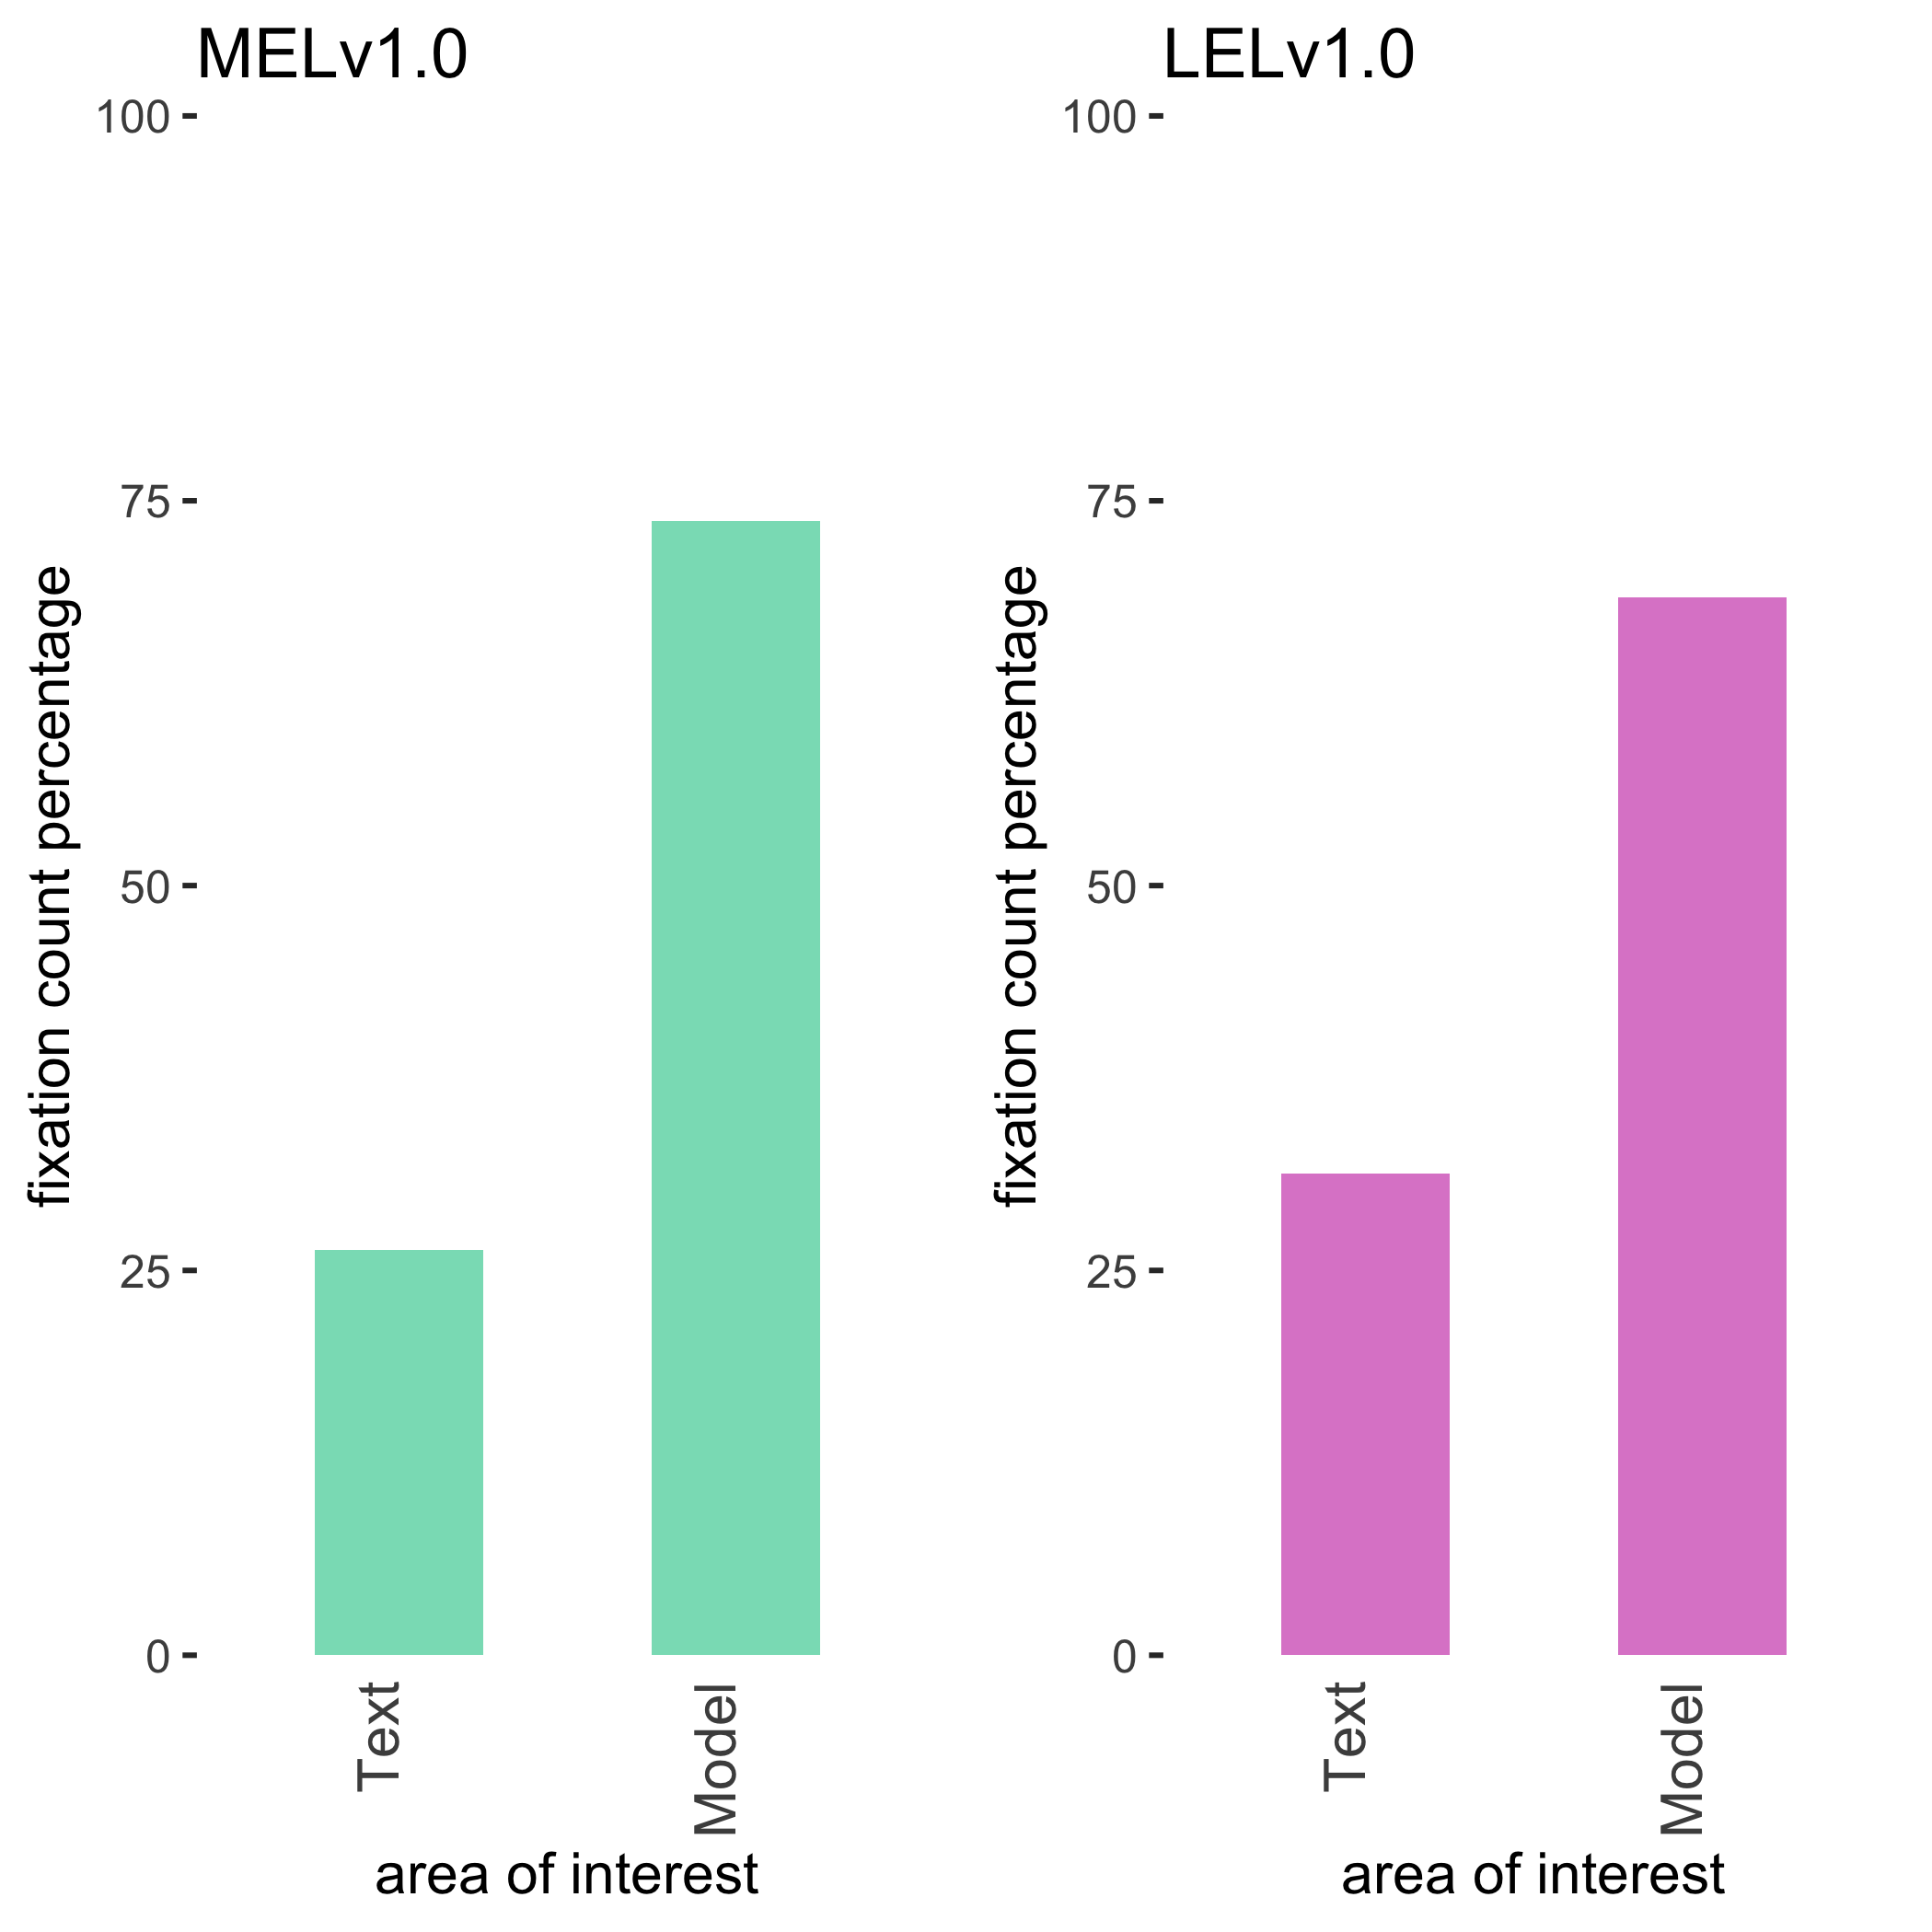 MELv1.0
100
75
50
25
0
fixation count percentage
Text
Model
area of interest
LELv1.0
100
75
50
25
0
fixation count percentage
Text
Model
area of interest